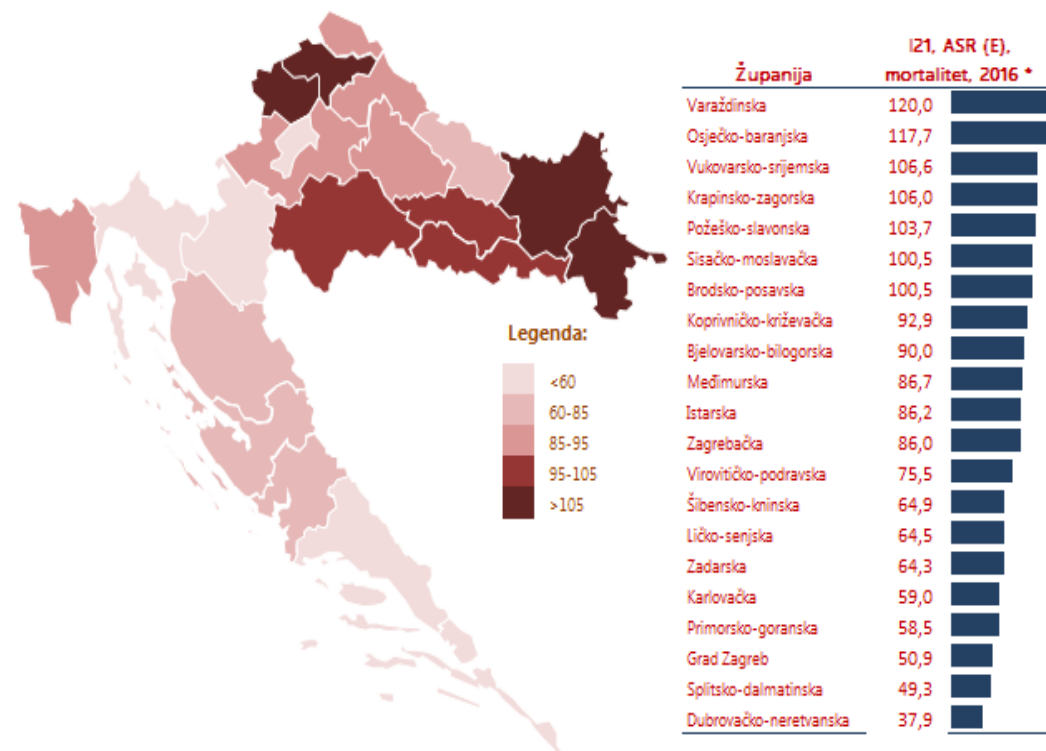 I21, ASR (E),
Županija mortalitet, 2016 *
Varaždinska 120,0
Osječko-baranjska 117,7
Vukovarsko-srijemska 106,6
Krapinsko-zagorska 106,0
Požeško-slavonska 103,7
Sisačko-moslavačka 100,5
Brodsko-posavska 100,5
Koprivničko-križevačka 92,9
Bjelovarsko-bilogorska 90,0
Međimurska 86,7
Istarska 86,2
Zagrebačka 86,0
Virovitičko-podravska 75,5
Šibensko-kninska 64,9
Ličko-senjska 64,5
Zadarska 64,3
Karlovačka 59,0
Primorsko-goranska 58,5
Grad Zagreb 50,9
Splitsko-dalmatinska 49,3
Dubrovačko-neretvanska 37,9
Legenda:
<60
60-85
85-95
95-105
>105